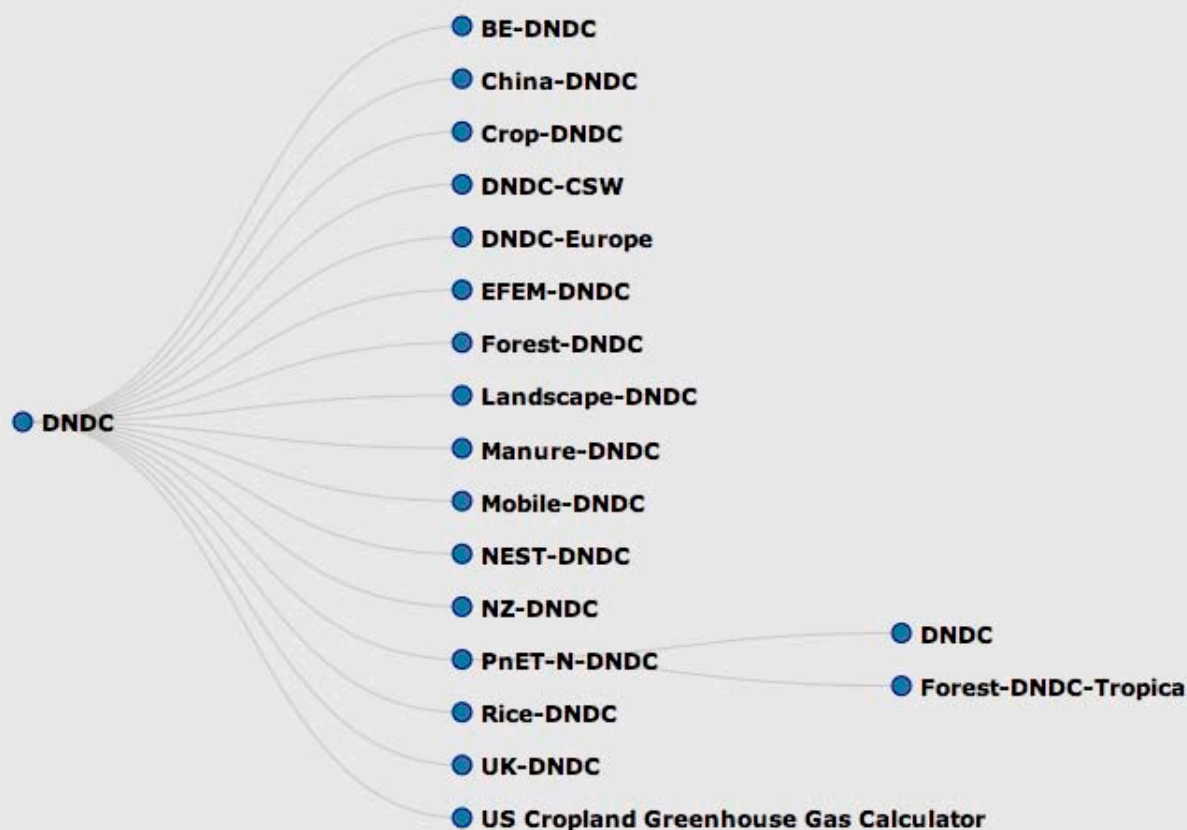 DNDC
BE-DNDC
China-DNDC
Crop-DNDC
DNDC-CSW
DNDC-Europe
EFEM-DNDC
Forest-DNDC
Landscape-DNDC
Manure-DNDC
Mobile-DNDC
NEST-DNDC
NZ-DNDC
PnET-N-DNDC
DNDC
Forest-DNDC-Tropica
Rice-DNDC
UK-DNDC
US Cropland Greenhouse Gas Calculator